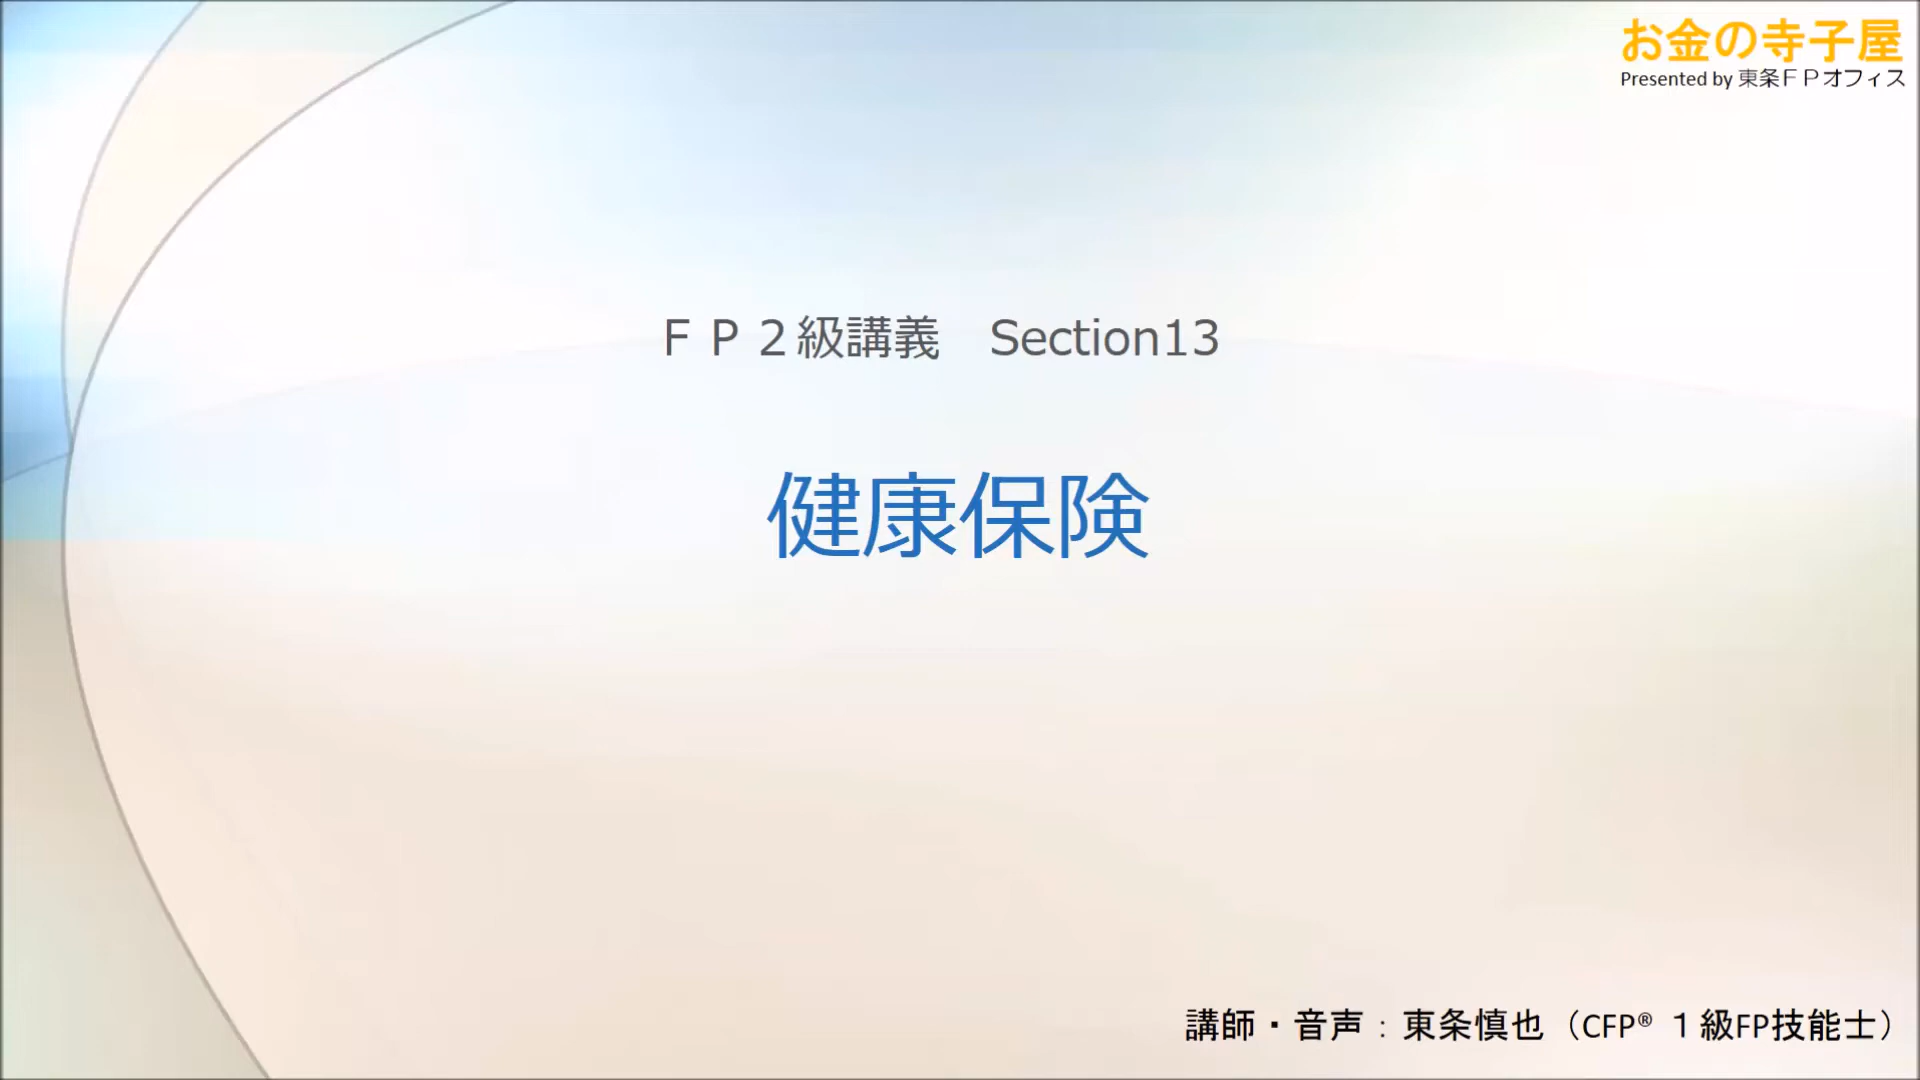 お金の寺子屋
Presented by 東条ＦＰオフィス
ＦＰ２級講義　Section13
健康保険
講師・音声：東条慎也（CFP® １級FP技能士）